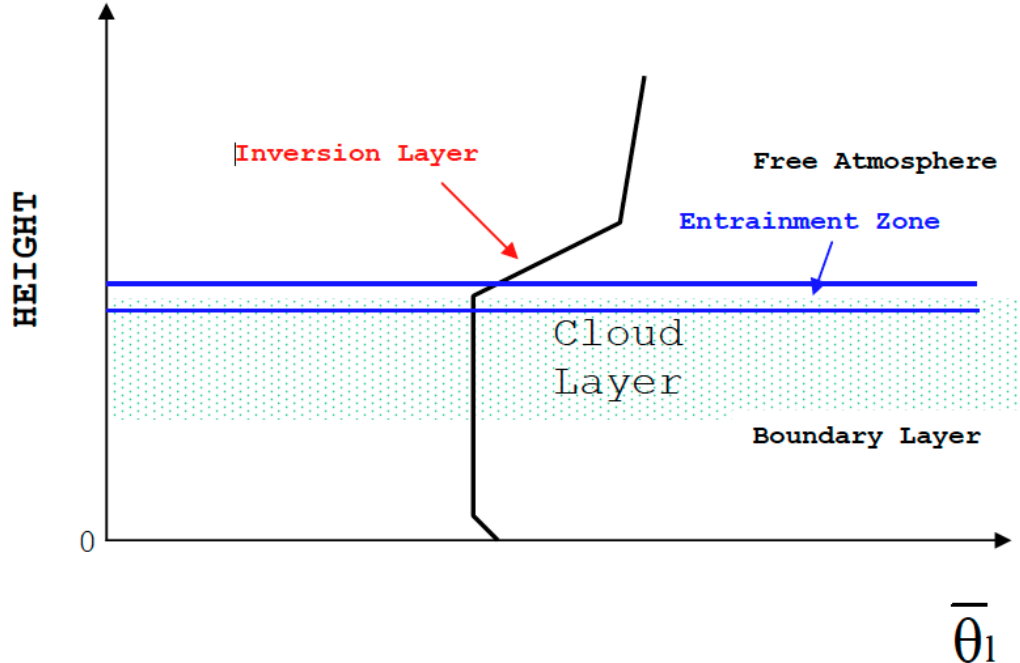 Inversion Layer
Free Atmosphere
Entrainment Zone
HEIGHT
Cloud
Layer
Boundary Layer
0
θ̅l